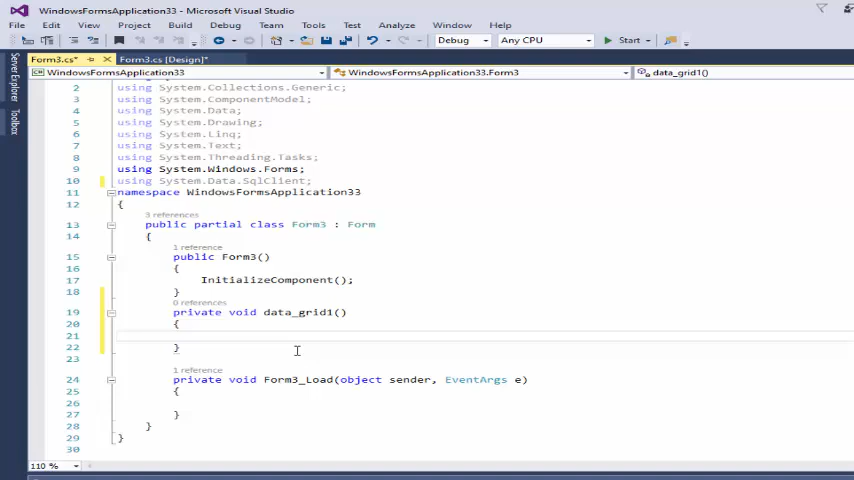 WindowsFormsApplication33 - Microsoft Visual Studio
File Edit View Project Build Debug Team Tools Test Analyze Window Help
Debug Any CPU Start
Form3.cs* Form3.cs [Design]*
WindowsFormsApplication33 WindowsFormsApplication33.Form3 data_grid1()
Server Explorer
Toolbox
2 using System.Collections.Generic;
3 using System.ComponentModel;
4 using System.Data;
5 using System.Drawing;
6 using System.Linq;
7 using System.Text;
8 using System.Threading.Tasks;
9 using System.Windows.Forms;
10 using System.Data.SqlClient;
11 namespace WindowsFormsApplication33
12 {
3 references
13 public partial class Form3 : Form
14 {
1 reference
15 public Form3()
16 {
17 InitializeComponent();
18 }
0 references
19 private void data_grid1()
20 {
21
22 }
23
1 reference
24 private void Form3_Load(object sender, EventArgs e)
25 {
26
27 }
28 }
29 }
30
110 %